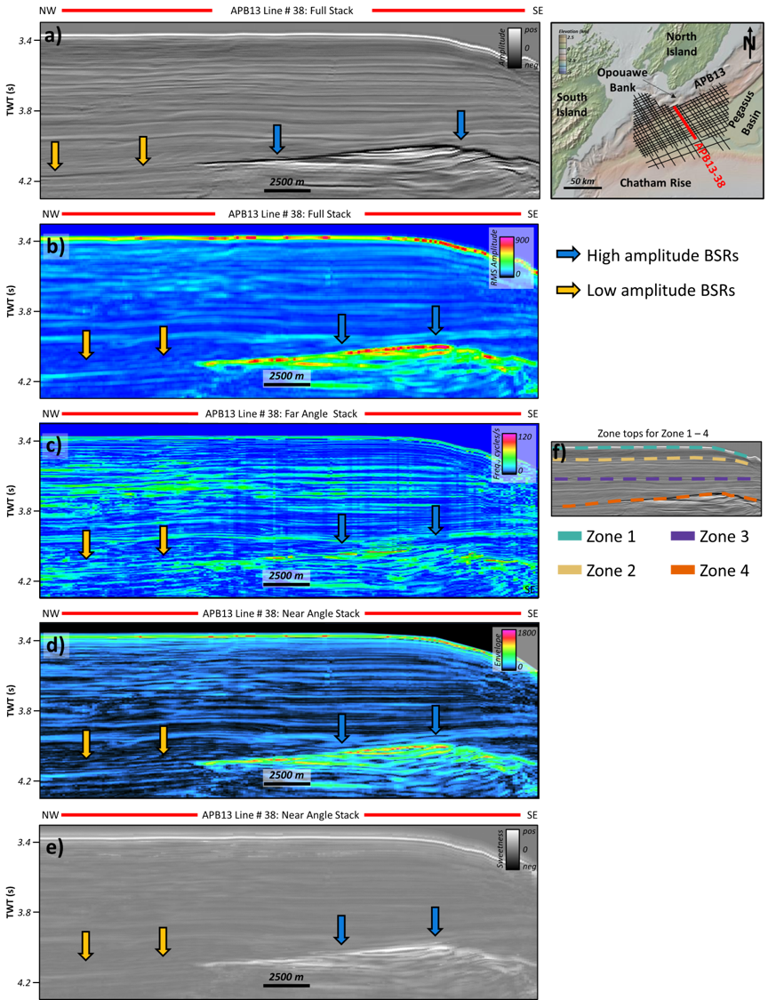 NW APB13 Line # 38: Full Stack SE
a)
Amplitude
pos
0
neg
TWT (s)
3.4
3.8
4.2
2500 m
Elevation (km)
2.5
0
North
Island
N
Opouawe
Bank
APB13
South
Island
Pegasus
Basin
APB13-38
50 km
Chatham Rise
NW APB13 Line # 38: Full Stack SE
b)
RMS Amplitude
900
0
TWT (s)
3.4
3.8
4.2
2500 m
High amplitude BSRs
Low amplitude BSRs
NW APB13 Line # 38: Far Angle Stack SE
c)
Freq. cycles/s
120
0
TWT (s)
3.4
3.8
4.2
2500 m
SE
Zone tops for Zone 1 – 4
f)
Zone 1
Zone 3
Zone 2
Zone 4
NW APB13 Line # 38: Near Angle Stack SE
d)
Envelope
1800
0
TWT (s)
3.4
3.8
4.2
2500 m
NW APB13 Line # 38: Near Angle Stack SE
e)
Sweetness
pos
0
neg
TWT (s)
3.4
3.8
4.2
2500 m